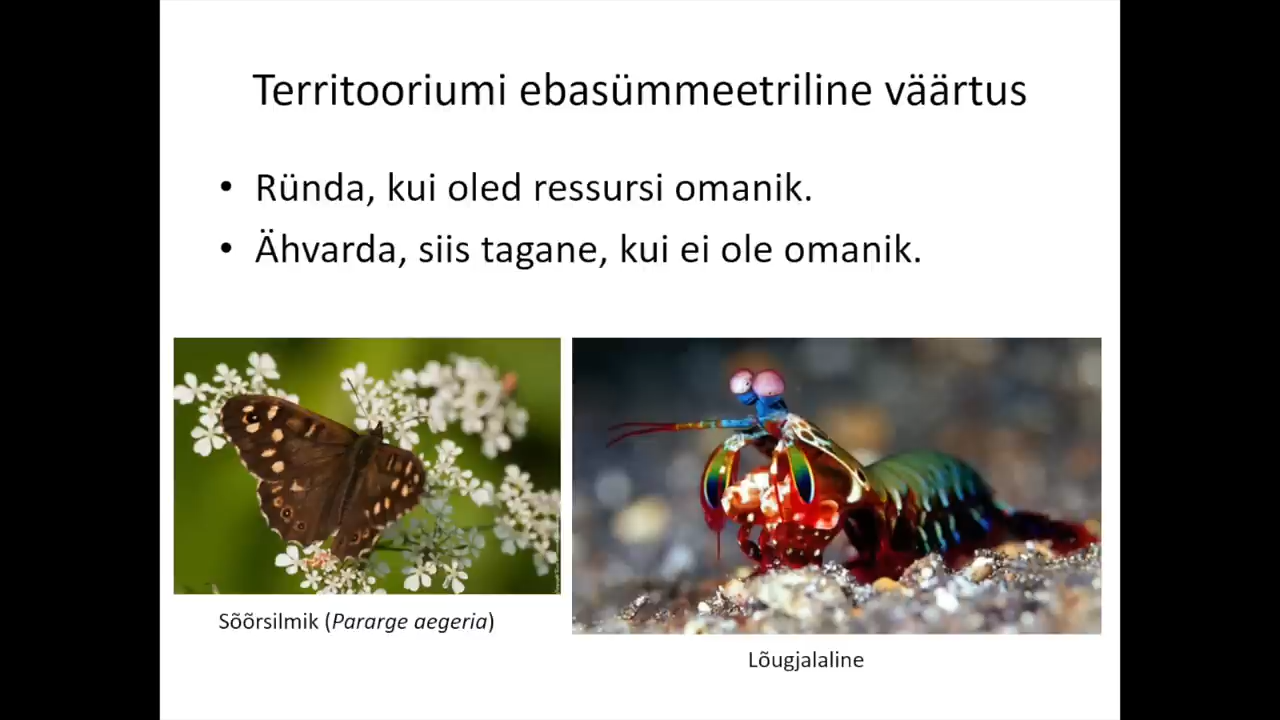 Territooriumi ebasümmeetriline väärtus
• Ründa, kui oled ressursi omanik.
• Ähvarda, siis tagane, kui ei ole omanik.
Sõõrsilmik (Pararge aegeria)
Lõugjalaline